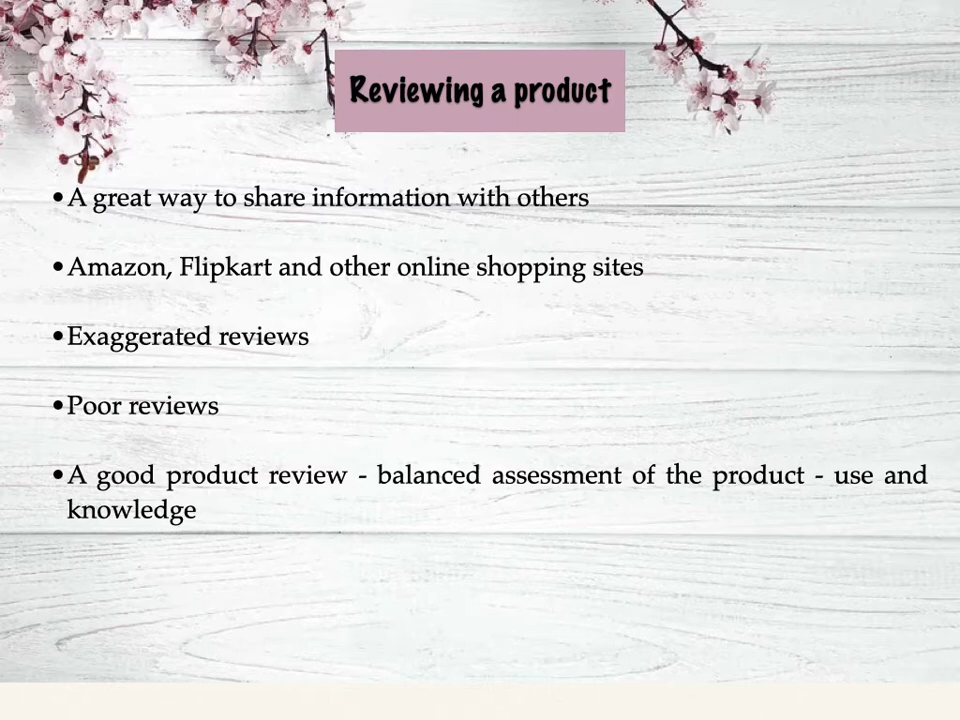 Reviewing a product
•A great way to share information with others
•Amazon, Flipkart and other online shopping sites
•Exaggerated reviews
•Poor reviews
•A good product review - balanced assessment of the product - use and
knowledge